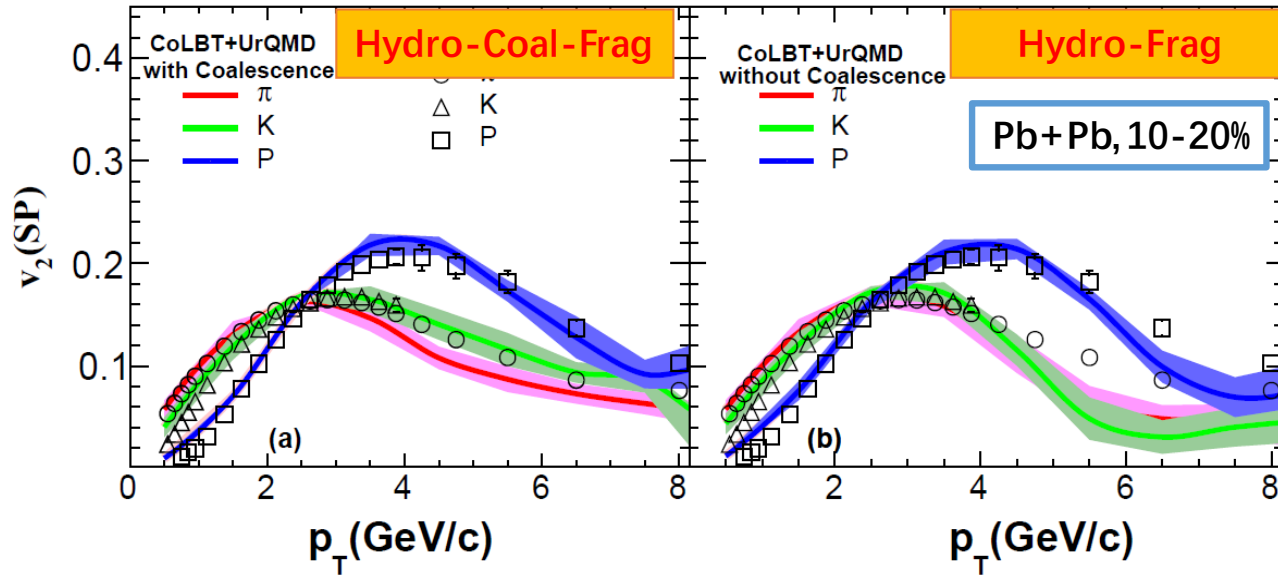 Hydro-Coal-Frag
CoLBT+UrQMD
with Coalescence
π
K
P
K
P
Hydro-Frag
CoLBT+UrQMD
without Coalescence
π
K
P
Pb+Pb, 10-20%
0.4
0.3
0.2
0.1
v2(SP)
(a)
(b)
0
2
4
6
8
2
4
6
8
pT(GeV/c)
pT(GeV/c)